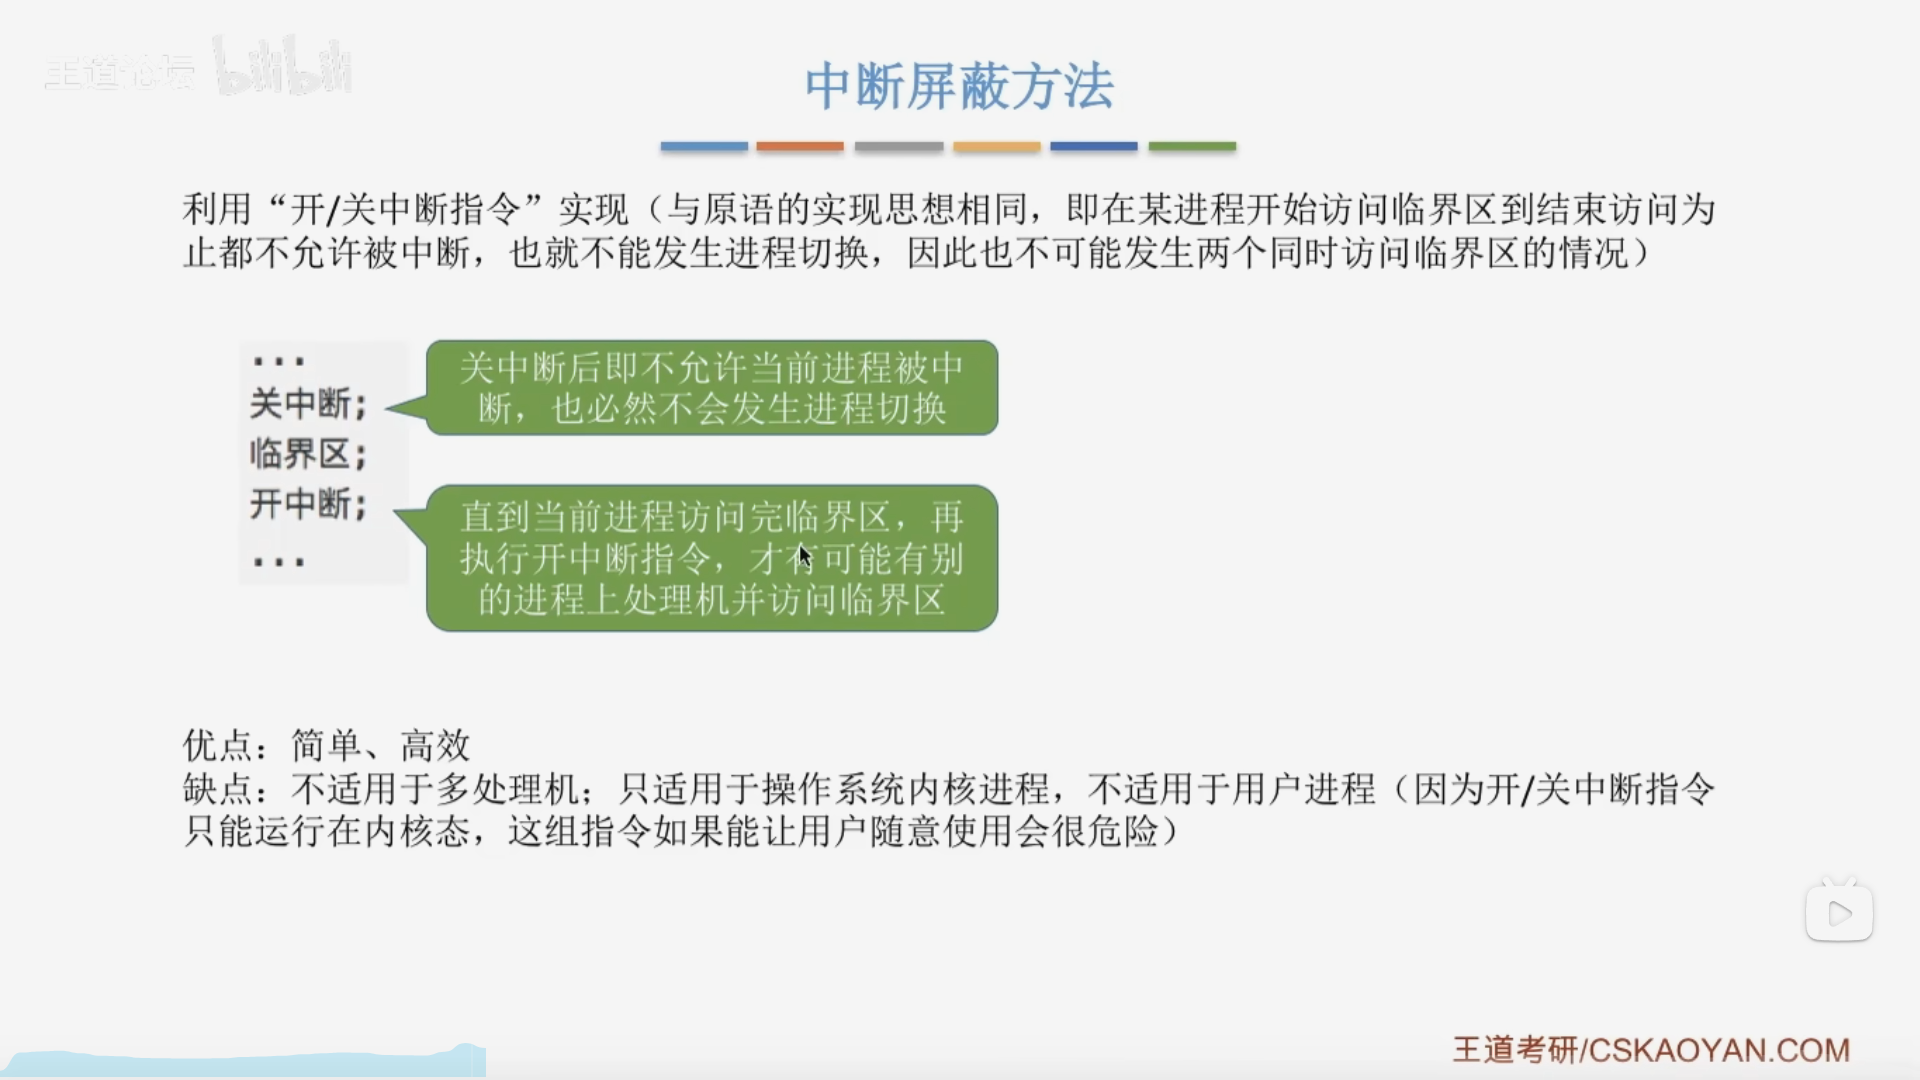 王道论坛 bilibili
中断屏蔽方法
利用“开/关中断指令”实现（与原语的实现思想相同，即在某进程开始访问临界区到结束访问为
止都不允许被中断，也就不能发生进程切换，因此也不可能发生两个同时访问临界区的情况）
...
关中断;
临界区;
开中断;
...
关中断后即不允许当前进程被中
断，也必然不会发生进程切换
直到当前进程访问完临界区，再
执行开中断指令，才有可能有别
的进程上处理机并访问临界区
优点：简单、高效
缺点：不适用于多处理机；只适用于操作系统内核进程，不适用于用户进程（因为开/关中断指令
只能运行在内核态，这组指令如果能让用户随意使用会很危险）
王道考研/CSKAOYAN.COM